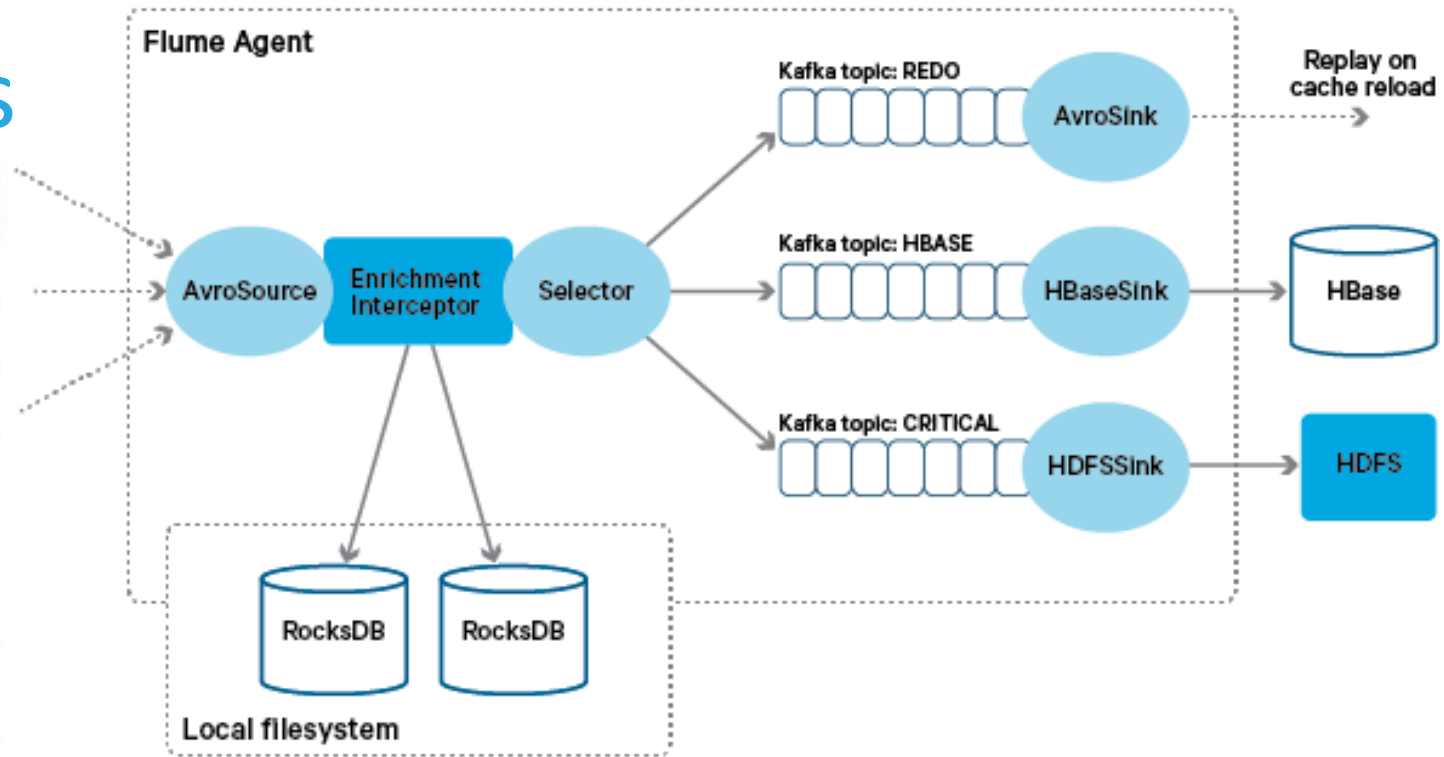 Flume Agent
S
Kafka topic: REDO
AvroSink
Replay on
cache reload
AvroSource
Enrichment
Interceptor
Selector
Kafka topic: HBASE
HBaseSink
HBase
Kafka topic: CRITICAL
HDFSSink
HDFS
RocksDB
RocksDB
Local filesystem